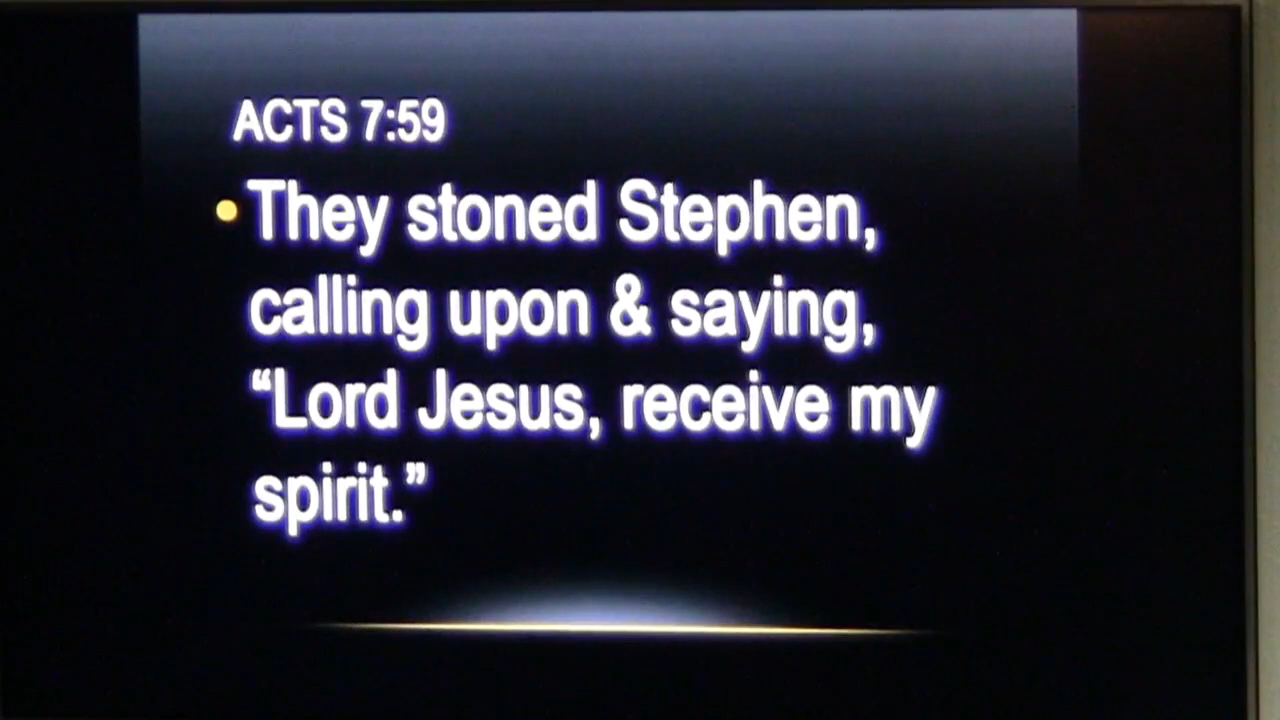 ACTS 7:59
• They stoned Stephen,
calling upon & saying,
“Lord Jesus, receive my
spirit.”